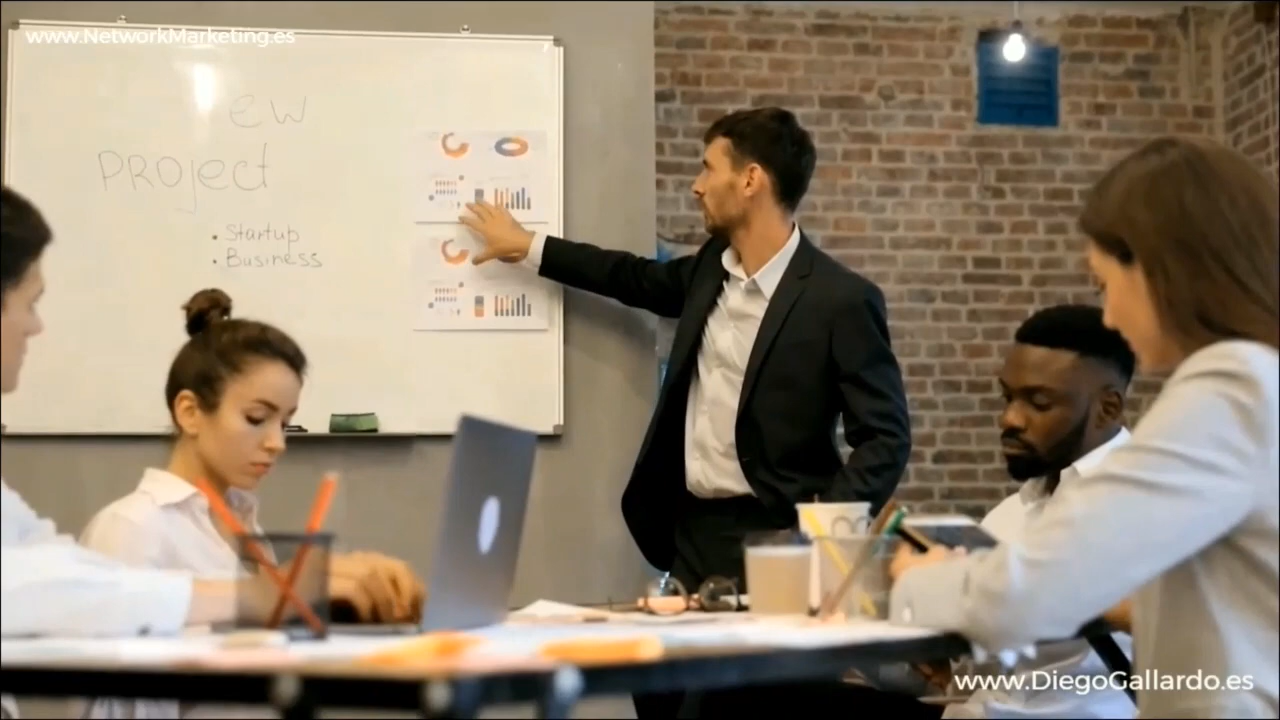 www.NetworkMarketing.es
ew
PROject
• Startup
• Business
www.DiegoGallardo.es